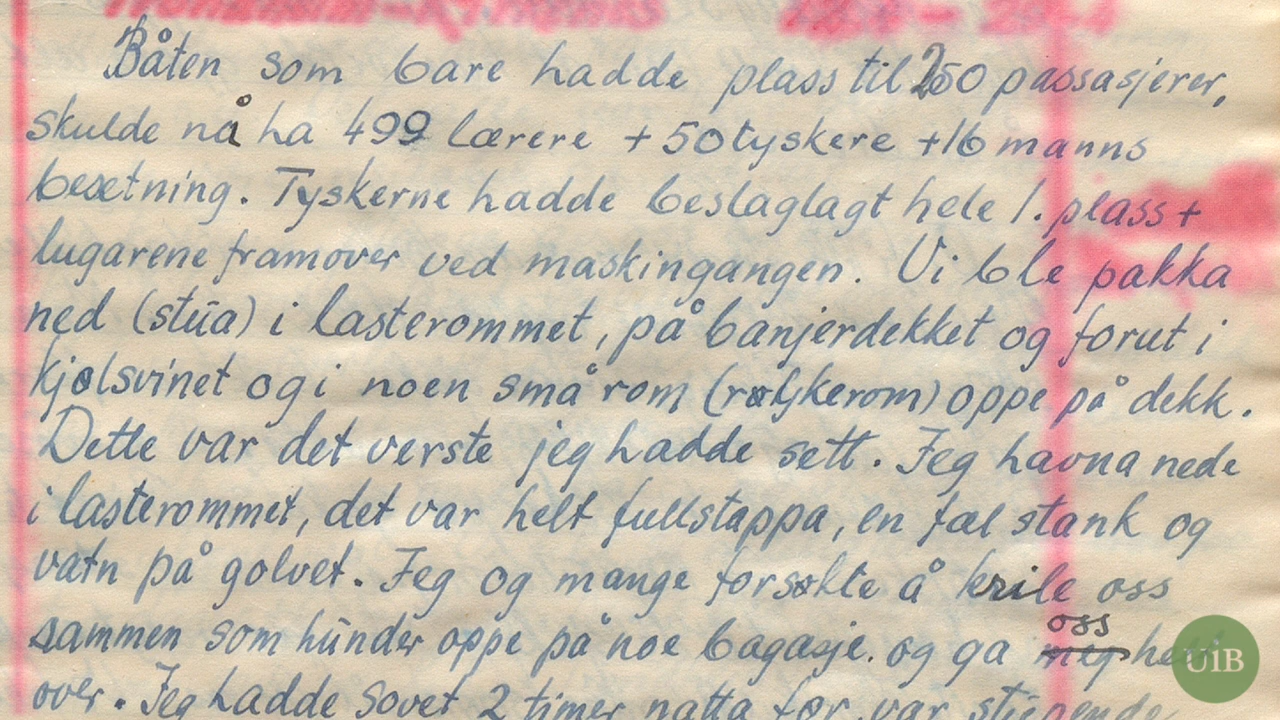 Båten som bare hadde plass til 250 passasjerer,
skulde nå ha 499 lærere + 50 tyskere + 16 manns
besetning. Tyskerne hadde beslaglagt hele 1. plass +
lugarene framover ved maskingangen. Vi ble pakka
ned (stua) i lasterommet, på banjerdekket og forut i
kjølsvinet og i noen små rom (røykerom) oppe på dekk.
Dette var det verste jeg hadde sett. Jeg havna nede
i lasterommet, det var helt fullstappa, en fæl stank og
vatn på golvet. Jeg og mange forsøkte å krile oss
sammen som hunder oppe på noe bagasje. og ga meg oss
over. Jeg hadde sovet 2 timer natta før, var
UiB